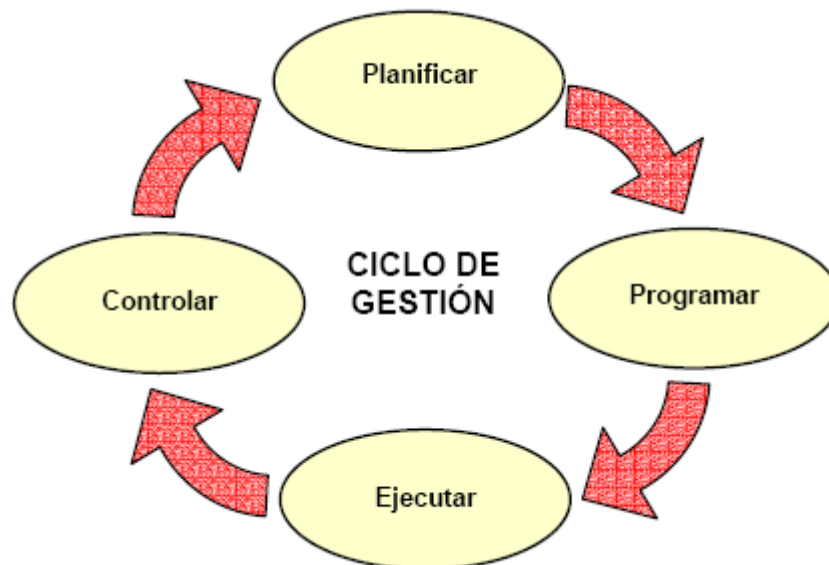 Planificar
CICLO DE
GESTIÓN
Controlar
Programar
Ejecutar